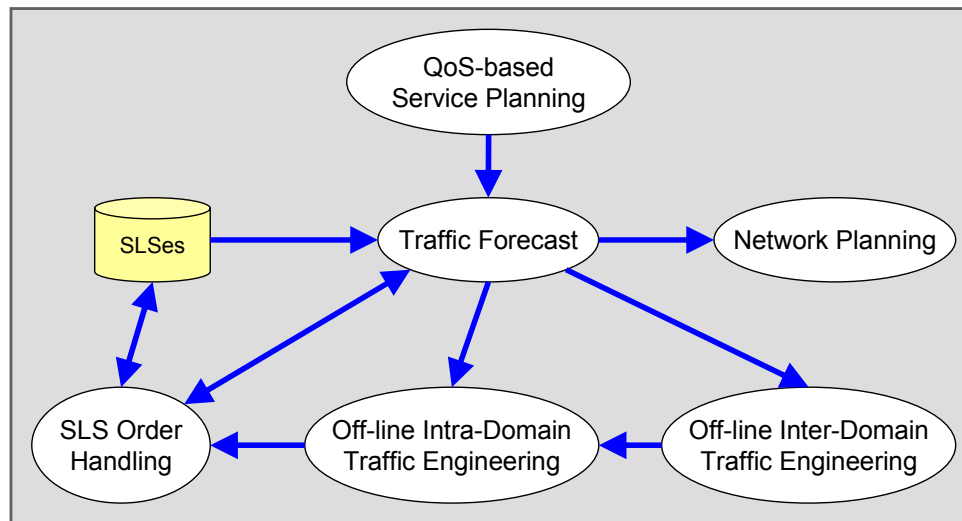 QoS-based
Service Planning
SLSes
Traffic Forecast
Network Planning
SLS Order
Handling
Off-line Intra-Domain
Traffic Engineering
Off-line Inter-Domain
Traffic Engineering